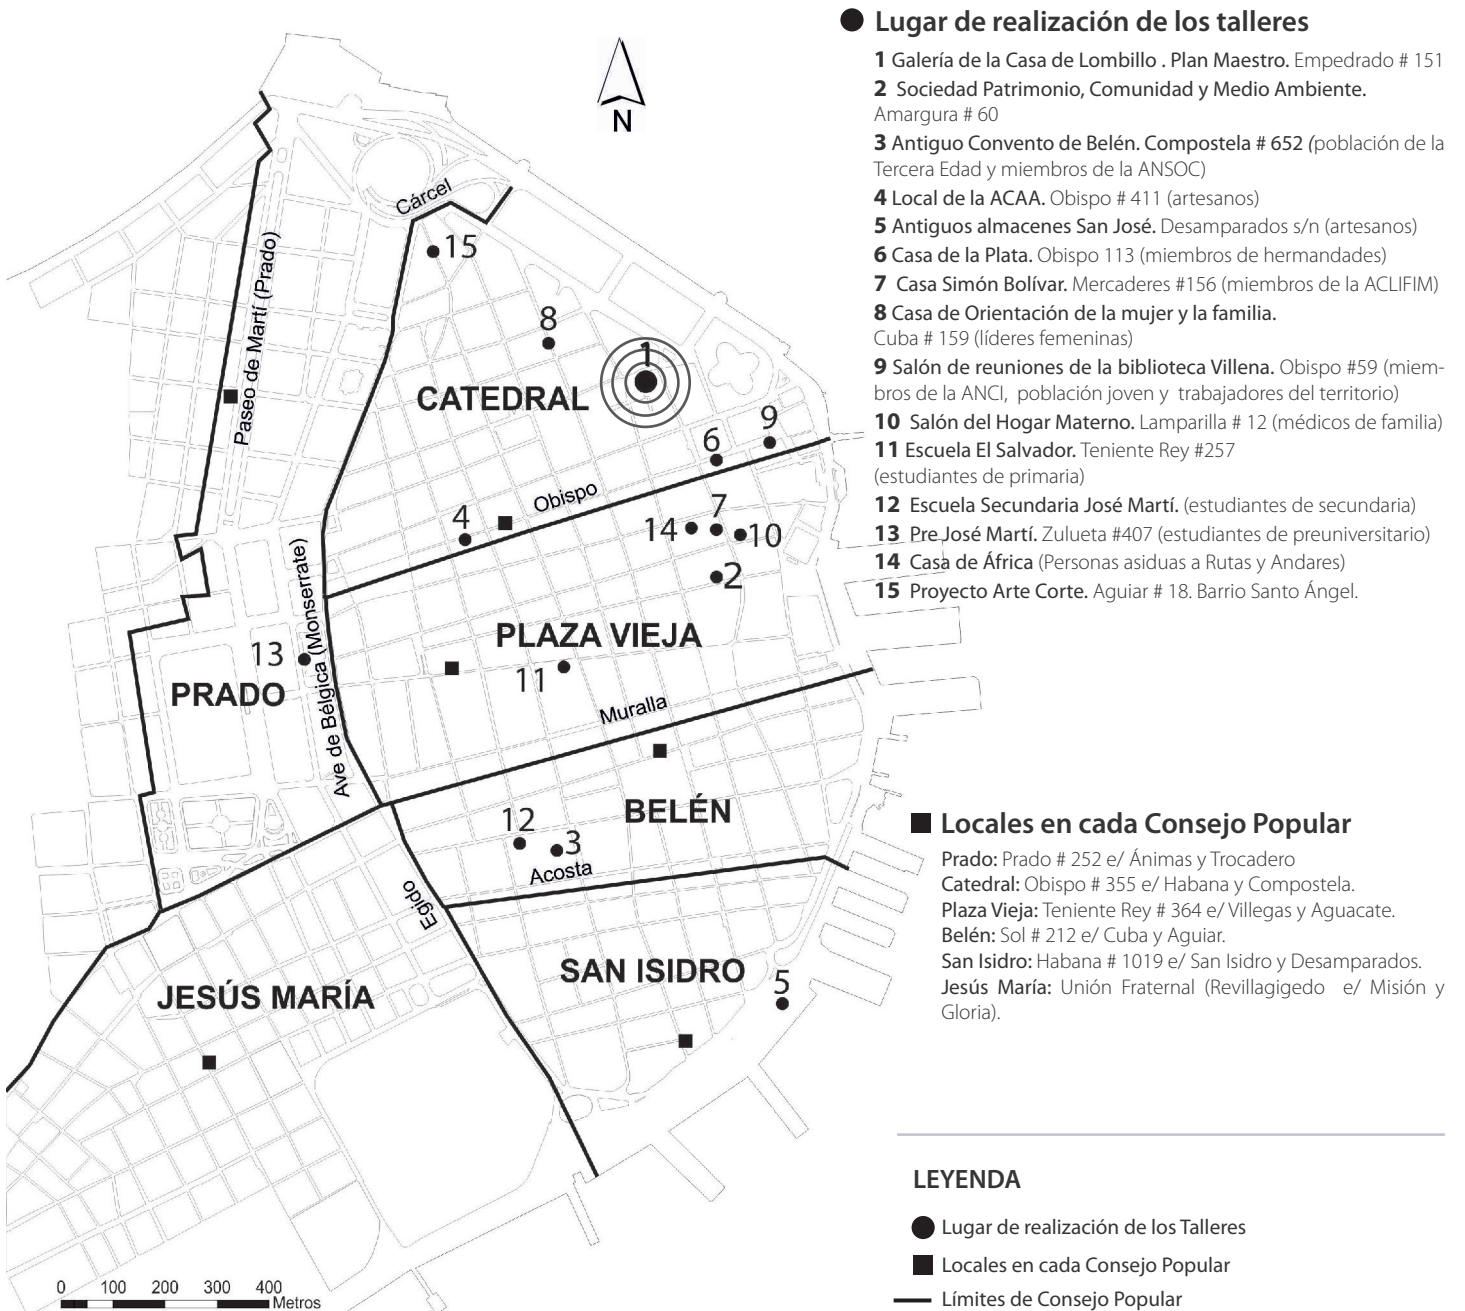 Lugar de realización de los talleres
1 Galería de la Casa de Lombillo . Plan Maestro. Empedrado # 151
2 Sociedad Patrimonio, Comunidad y Medio Ambiente.
Amargura # 60
3 Antiguo Convento de Belén. Compostela # 652 (población de la
Tercera Edad y miembros de la ANSOC)
4 Local de la ACAA. Obispo # 411 (artesanos)
5 Antiguos almacenes San José. Desamparados s/n (artesanos)
6 Casa de la Plata. Obispo 113 (miembros de hermandades)
7 Casa Simón Bolívar. Mercaderes #156 (miembros de la ACLIFIM)
8 Casa de Orientación de la mujer y la familia.
Cuba # 159 (líderes femeninas)
9 Salón de reuniones de la biblioteca Villena. Obispo #59 (miem-
bros de la ANCI, población joven y trabajadores del territorio)
10 Salón del Hogar Materno. Lamparilla # 12 (médicos de familia)
11 Escuela El Salvador. Teniente Rey #257
(estudiantes de primaria)
12 Escuela Secundaria José Martí. (estudiantes de secundaria)
13 Pre José Martí. Zulueta #407 (estudiantes de preuniversitario)
14 Casa de África (Personas asiduas a Rutas y Andares)
15 Proyecto Arte Corte. Aguiar # 18. Barrio Santo Ángel.
N
Cárcel
15
Paseo de Martí (Prado)
8
1
CATEDRAL
9
6
Obispo
4
7
14
10
2
Ave de Bélgica (Monserrate)
PLAZA VIEJA
13
11
PRADO
Muralla
BELÉN
12
3
Acosta
Egido
SAN ISIDRO
5
JESÚS MARÍA
Locales en cada Consejo Popular
Prado: Prado # 252 e/ Ánimas y Trocadero
Catedral: Obispo # 355 e/ Habana y Compostela.
Plaza Vieja: Teniente Rey # 364 e/ Villegas y Aguacate.
Belén: Sol # 212 e/ Cuba y Aguiar.
San Isidro: Habana # 1019 e/ San Isidro y Desamparados.
Jesús María: Unión Fraternal (Revillagigedo e/ Misión y
Gloria).
LEYENDA
Lugar de realización de los Talleres
Locales en cada Consejo Popular
Límites de Consejo Popular
0 100 200 300 400
Metros